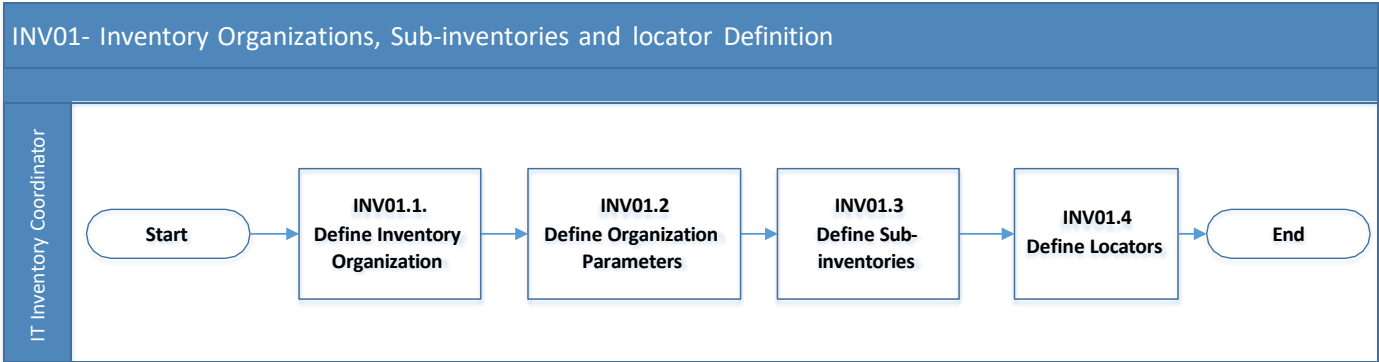 INV01- Inventory Organizations, Sub-inventories and locator Definition
IT Inventory Coordinator
Start
INV01.1.
Define Inventory
Organization
INV01.2
Define Organization
Parameters
INV01.3
Define Sub-
inventories
INV01.4
Define Locators
End